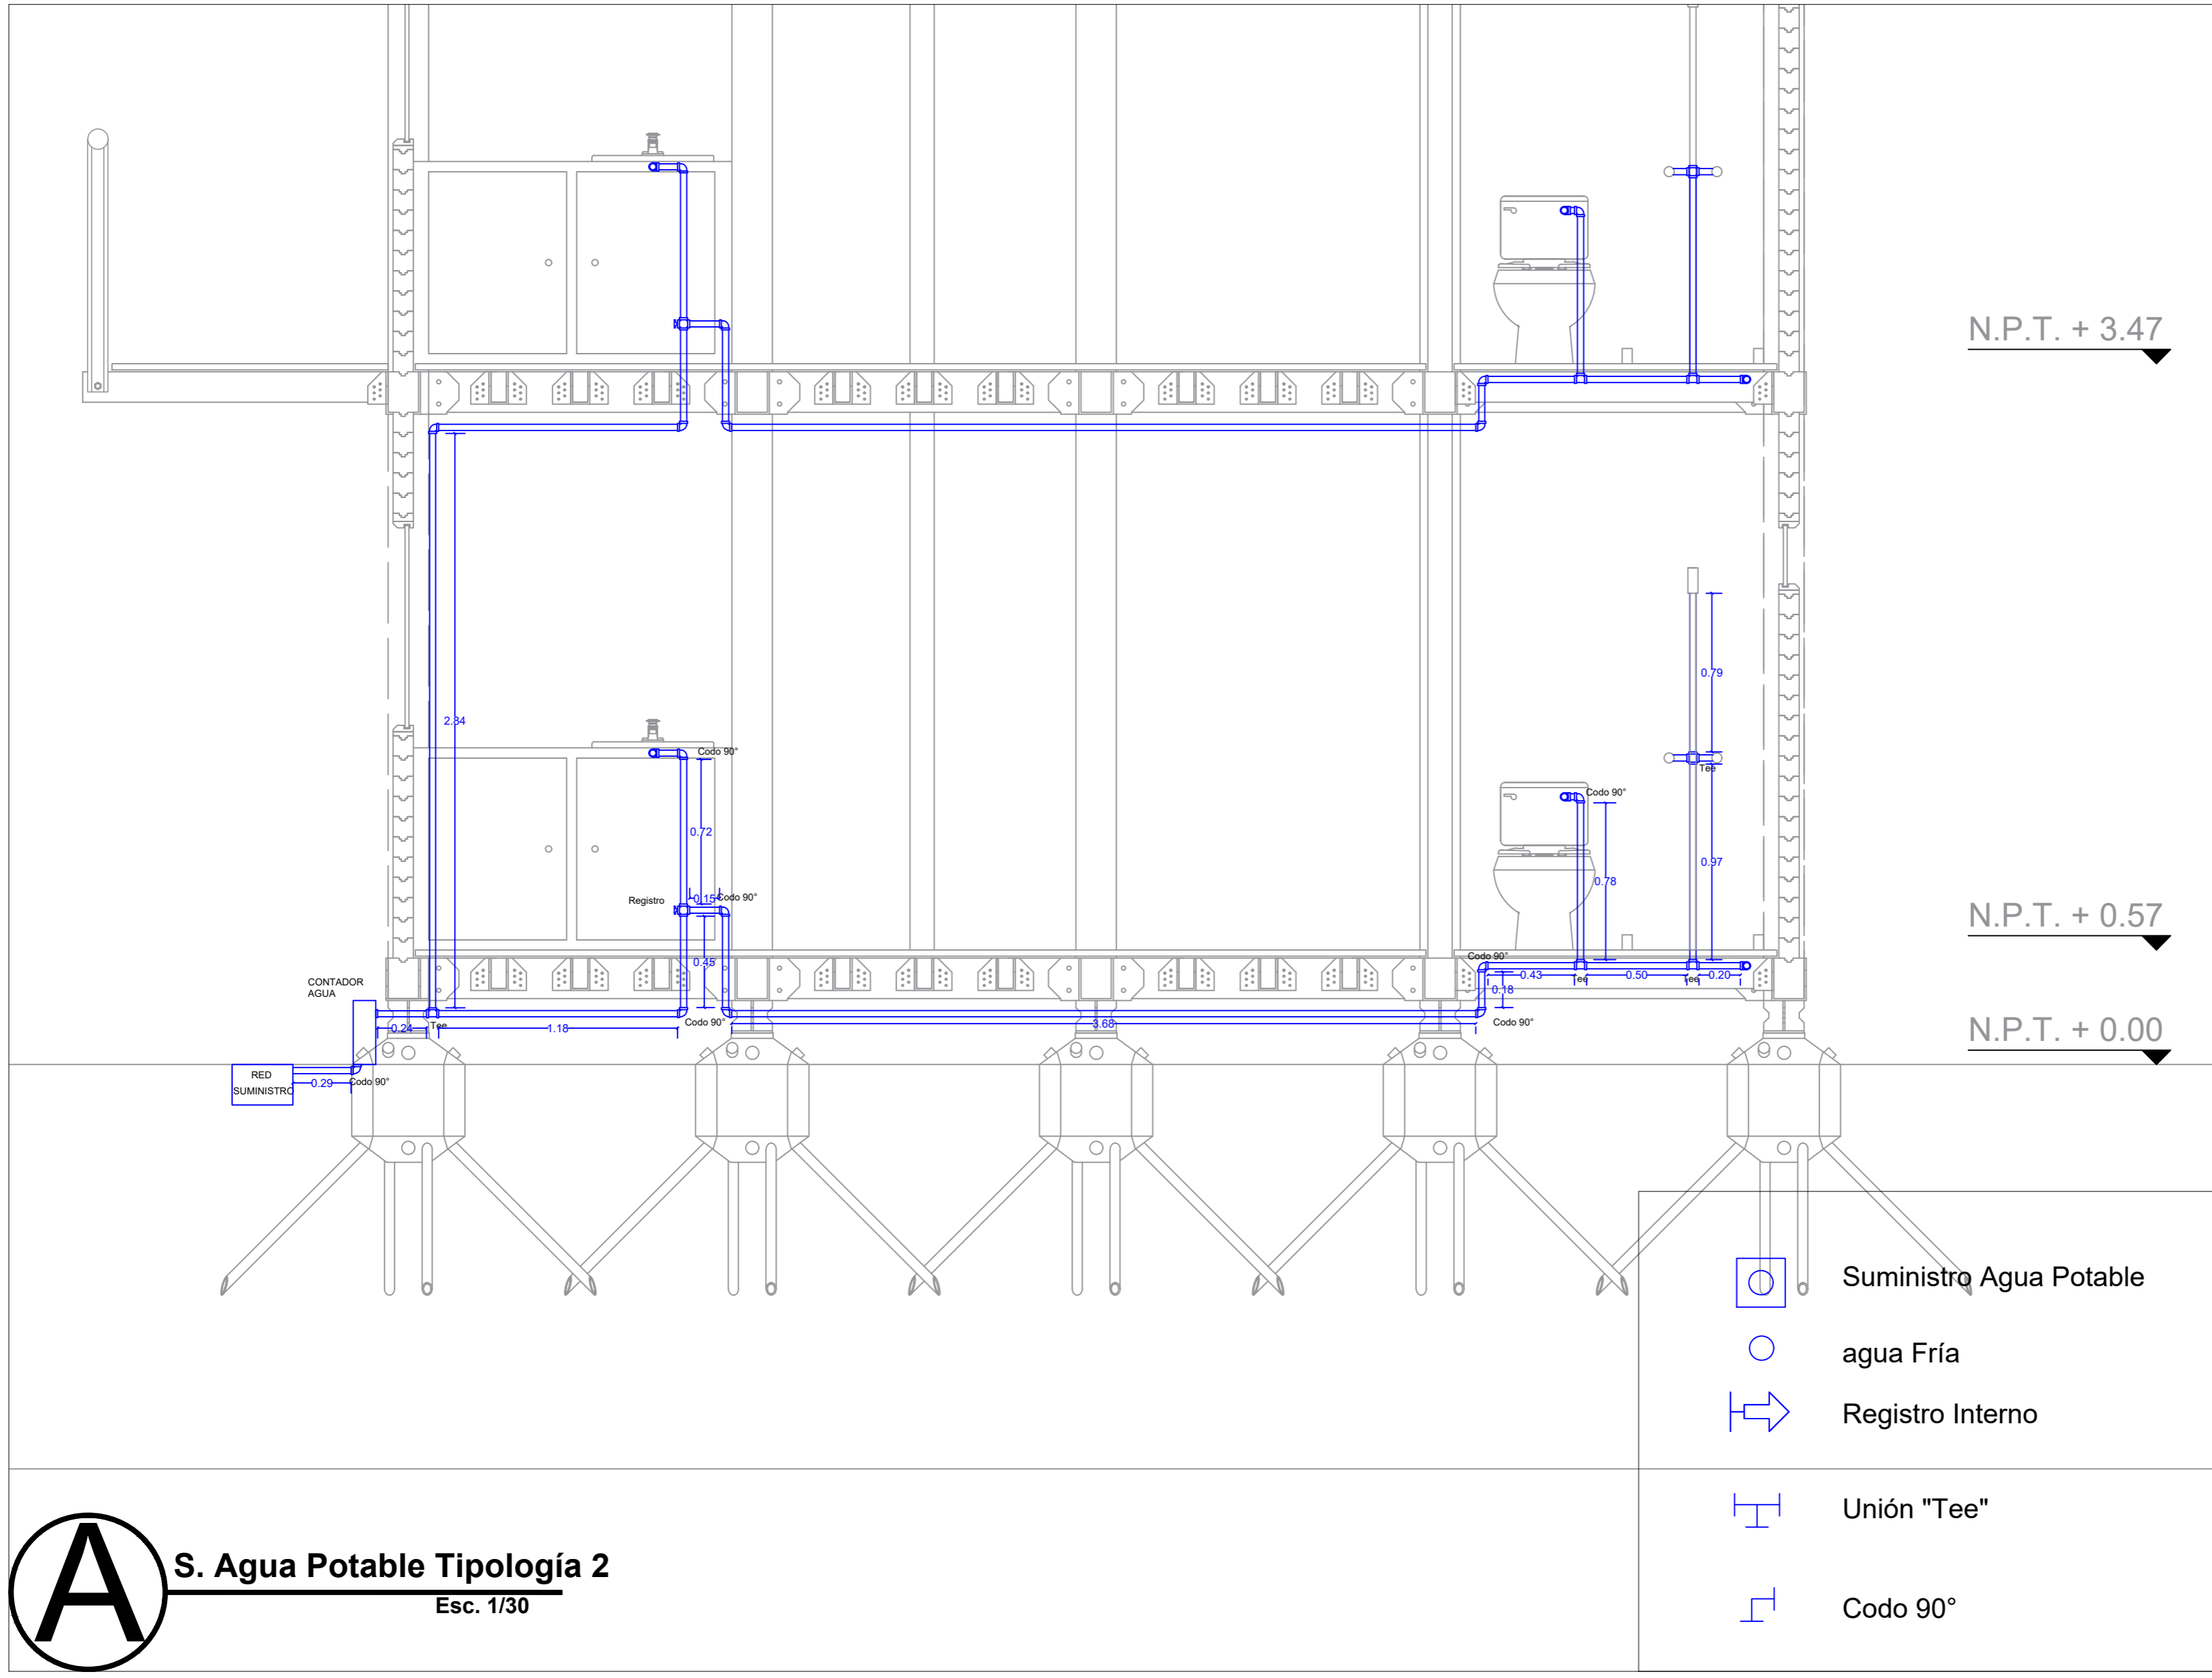 N.P.T. + 3.47
2.84
0.79
Codo 90°
Tee
Codo 90°
0.72
0.97
0.78
Registro
0.15
Codo 90°
N.P.T. + 0.57
0.45
Codo 90°
0.43
Tee
0.50
Tee
0.20
0.18
CONTADOR
AGUA
0.24
Tee
1.18
Codo 90°
3.68
Codo 90°
N.P.T. + 0.00
RED
SUMINISTRO
0.29
Codo 90°
Suministro Agua Potable
agua Fría
Registro Interno
Unión "Tee"
Codo 90°
A
S. Agua Potable Tipología 2
Esc. 1/30